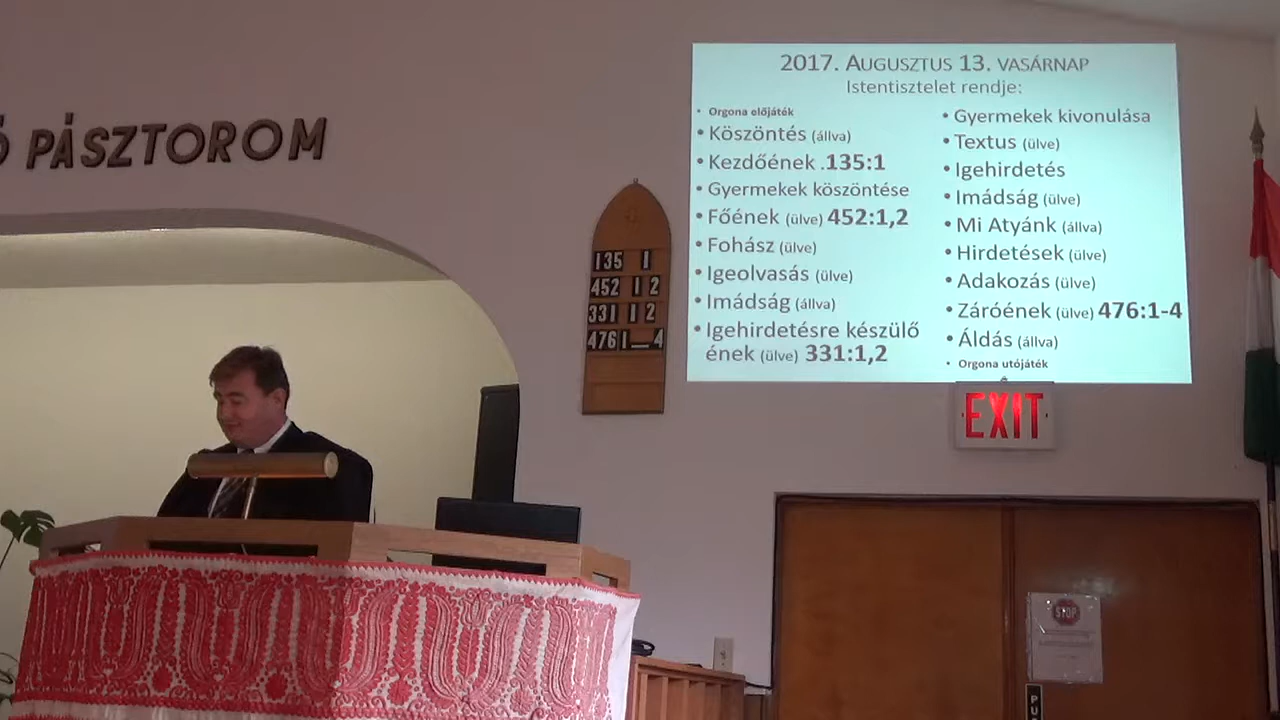 Ó PÁSZTOROM
135 1
452 1 2
331 1 2
476 1_4
2017. AUGUSZTUS 13. VASÁRNAP
Istentisztelet rendje:
• Orgona előjáték
• Köszöntés (állva)
• Kezdőének .135:1
• Gyermekek köszöntése
• Főének (ülve) 452:1,2
• Fohász (ülve)
• Igeolvasás (ülve)
• Imádság (állva)
• Igehirdetésre készülő
ének (ülve) 331:1,2
• Gyermekek kivonulása
• Textus (ülve)
• Igehirdetés
• Imádság (ülve)
• Mi Atyánk (állva)
• Hirdetések (ülve)
• Adakozás (ülve)
• Záróének (ülve) 476:1-4
• Áldás (állva)
• Orgona utójáték
EXIT
STOP
PU